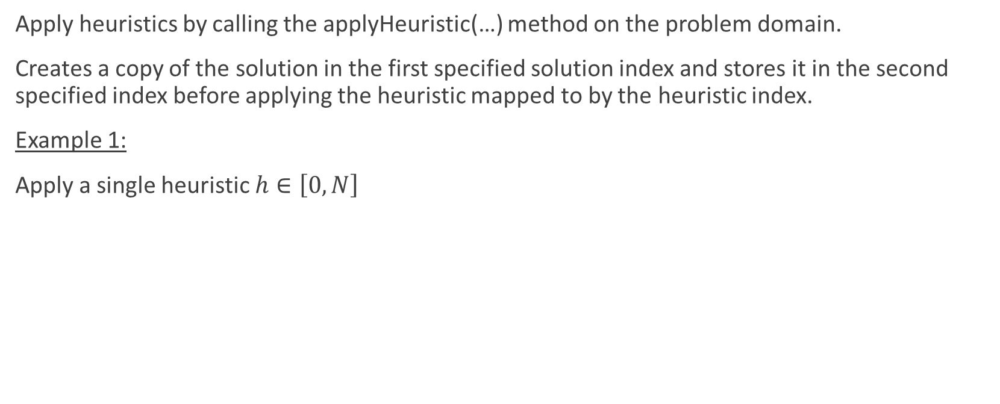 Apply heuristics by calling the applyHeuristic(...) method on the problem domain.
Creates a copy of the solution in the first specified solution index and stores it in the second
specified index before applying the heuristic mapped to by the heuristic index.
Example 1:
Apply a single heuristic ℎ ∈ [0, 𝑁]